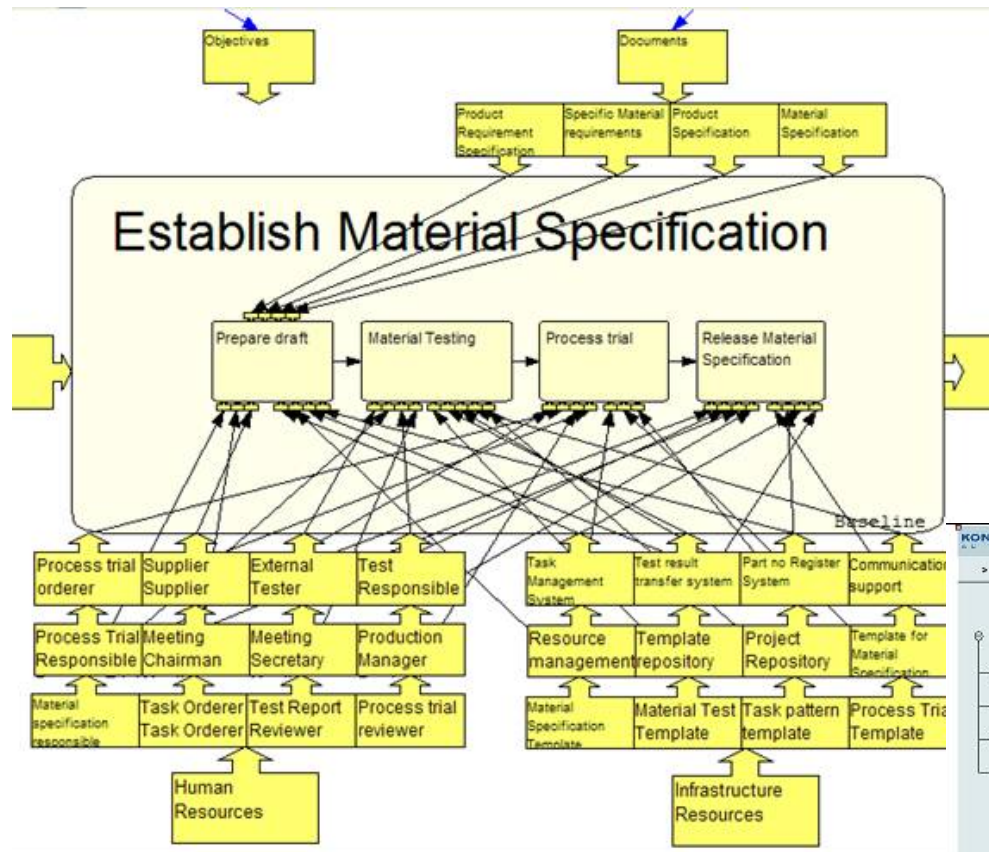 Objectives
Documents
Product
Requirement
Specification
Specific Material
requirements
Product
Specification
Material
Specification
Establish Material Specification
Prepare draft
Material Testing
Process trial
Release Material
Specification
Baseline
Process trial
orderer
Supplier
Supplier
External
Tester
Test
Responsible
Task
Management
System
Test result
transfer system
Part no Register
System
Communication
support
Process Trial
Responsible
Meeting
Chairman
Meeting
Secretary
Production
Manager
Resource
management
Template
repository
Project
Repository
Template for
Material
Specification
Material
specification
responsible
Task Orderer
Task Orderer
Test Report
Reviewer
Process trial
reviewer
Material
Specification
Template
Material Test
Template
Task pattern
template
Process Tria
Template
Human
Resources
Infrastructure
Resources
KON
>